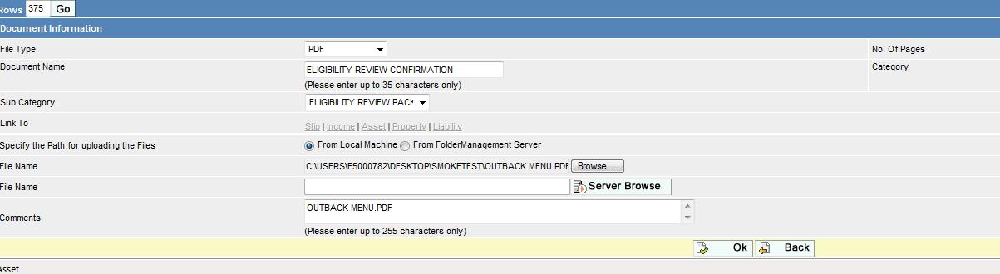 Rows 375 Go
Document Information
File Type PDF No. Of Pages
Document Name ELIGIBILITY REVIEW CONFIRMATION Category
(Please enter up to 35 characters only)
Sub Category ELIGIBILITY REVIEW PACK
Link To Stip | Income | Asset | Property | Liability
Specify the Path for uploading the Files From Local Machine From FolderManagement Server
File Name C:\USERS\E5000782\DESKTOP\SMOKETEST\OUTBACK MENU.PDF Browse...
File Name Server Browse
Comments OUTBACK MENU.PDF
(Please enter up to 255 characters only)
Ok Back
Asset